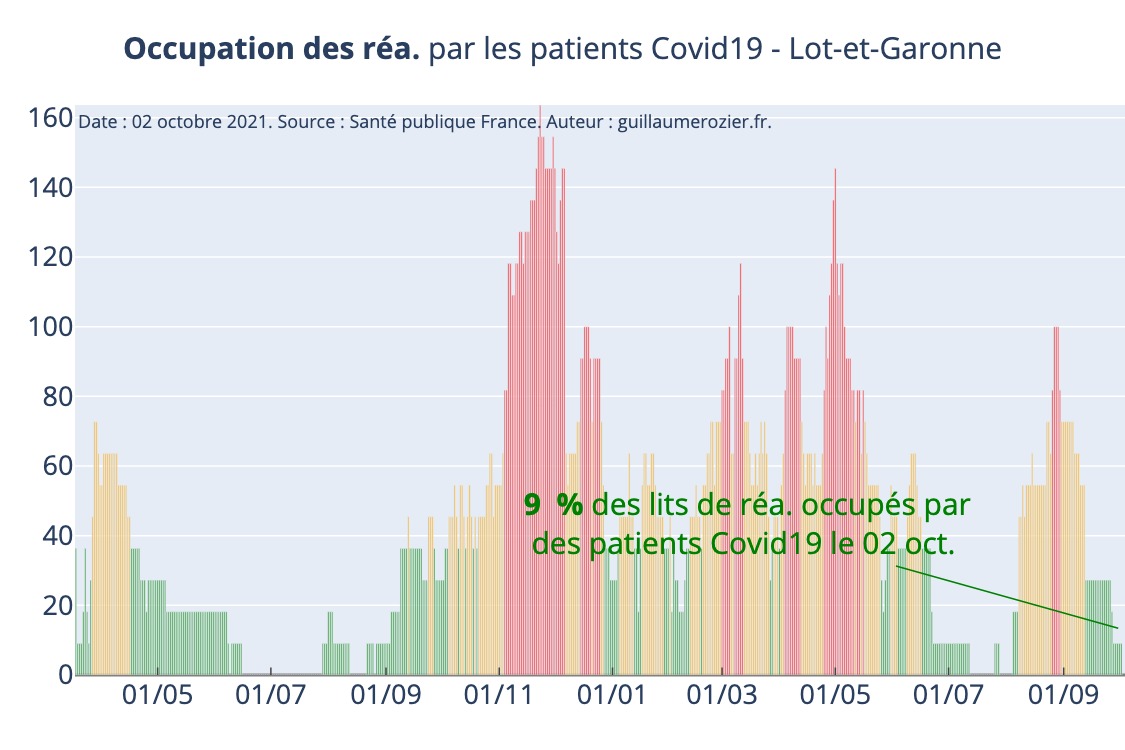 Occupation des réa. par les patients Covid19 - Lot-et-Garonne
160
Date : 02 octobre 2021. Source : Santé publique France. Auteur : guillaumerozier.fr.
140
120
100
80
60
9 % des lits de réa. occupés par
des patients Covid19 le 02 oct.
40
20
0
01/05 01/07 01/09 01/11 01/01 01/03 01/05 01/07 01/09